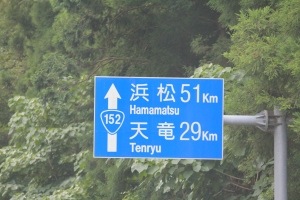 浜松 51Km
Hamamatsu
152
天竜 29Km
Tenryu